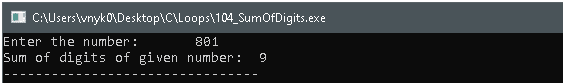 C:\Users\vnyk0\Desktop\C\Loops\104_SumOfDigits.exe
Enter the number:       801
Sum of digits of given number:  9
--------------------------------